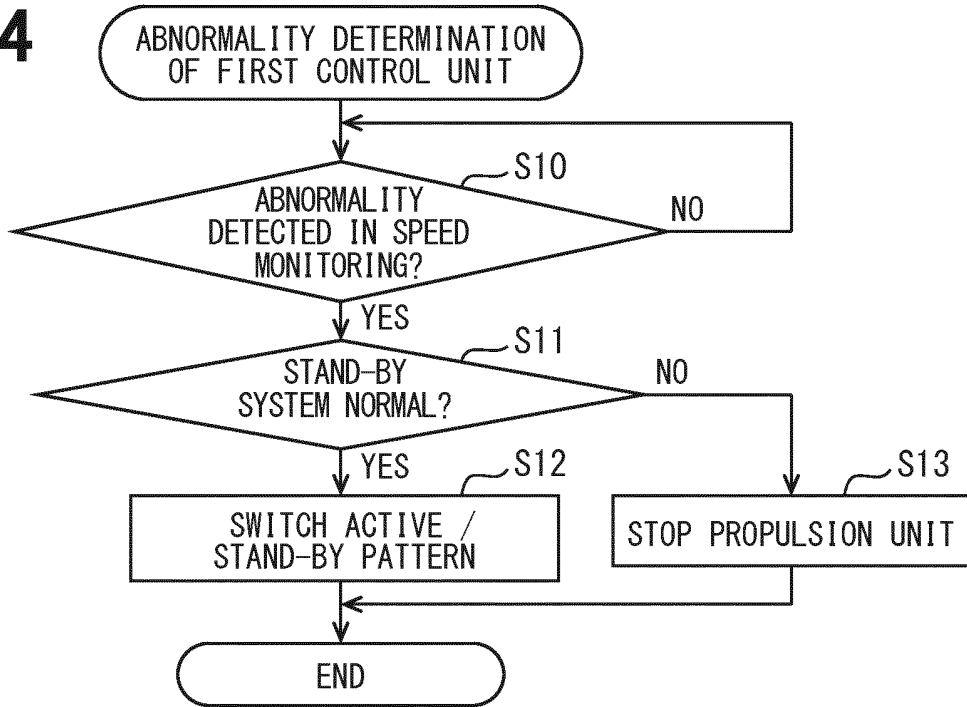 4
ABNORMALITY DETERMINATION
OF FIRST CONTROL UNIT
S10
ABNORMALITY
DETECTED IN SPEED
MONITORING?
NO
YES
S11
STAND-BY
SYSTEM NORMAL?
NO
YES
S12
SWITCH ACTIVE /
STAND-BY PATTERN
S13
STOP PROPULSION UNIT
END